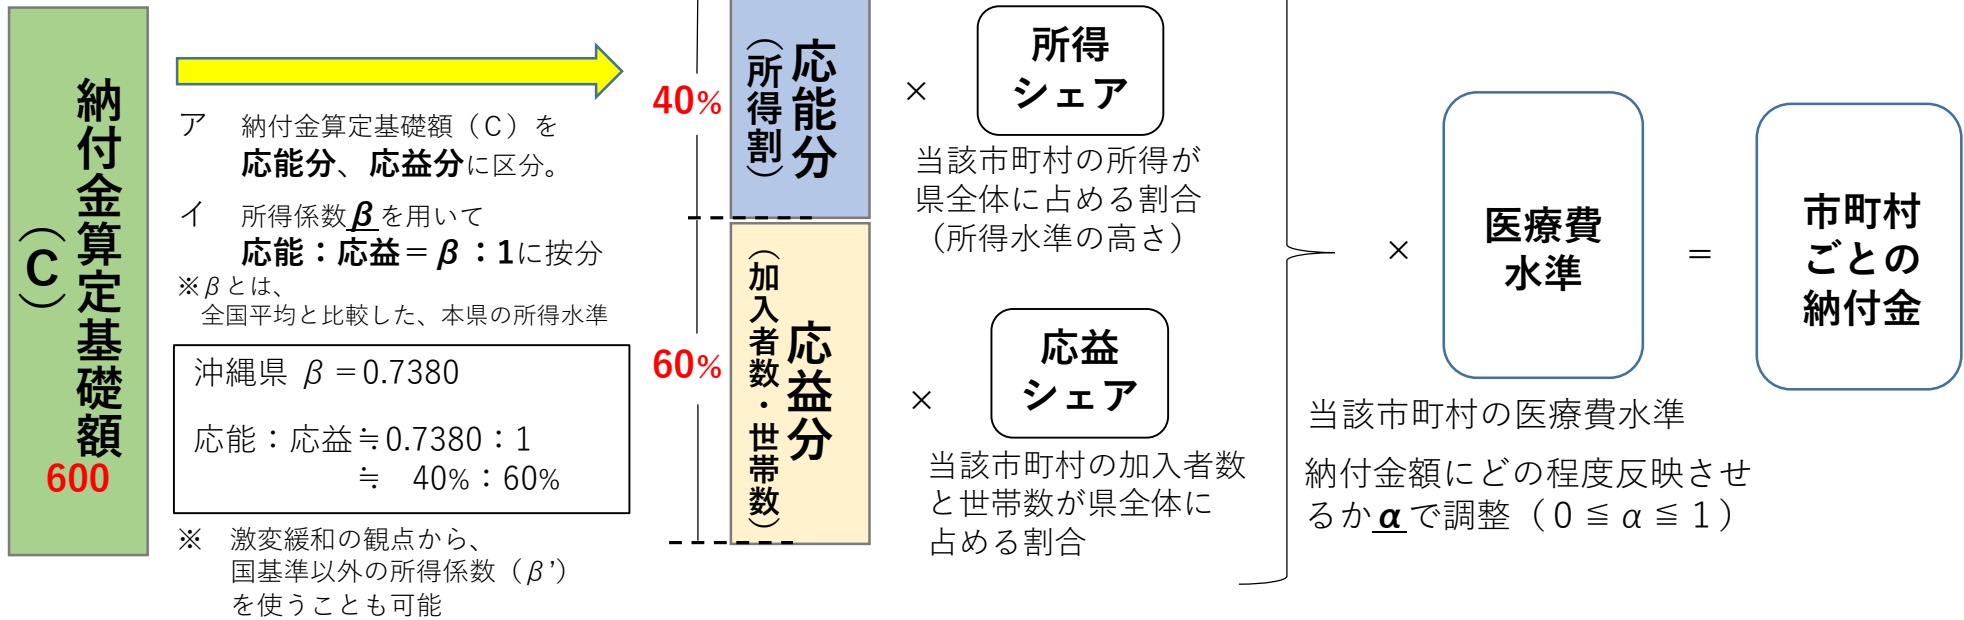 納付金算定基礎額
（C）
600
ア 納付金算定基礎額（C）を
応能分、応益分に区分。
イ 所得係数βを用いて
応能：応益＝β：1に按分
※βとは、
全国平均と比較した、本県の所得水準
沖縄県 β＝0.7380
応能：応益≒0.7380：1
≒ 40%：60%
※ 激変緩和の観点から、
国基準以外の所得係数（β’）
を使うことも可能
40%
応能分
（所得割）
60%
応益分
（加入者数・世帯数）
×
所得
シェア
当該市町村の所得が
県全体に占める割合
（所得水準の高さ）
×
応益
シェア
当該市町村の加入者数
と世帯数が県全体に
占める割合
×
医療費
水準
当該市町村の医療費水準
納付金額にどの程度反映させ
るかαで調整（0≦α≦1）
＝
市町村
ごとの
納付金